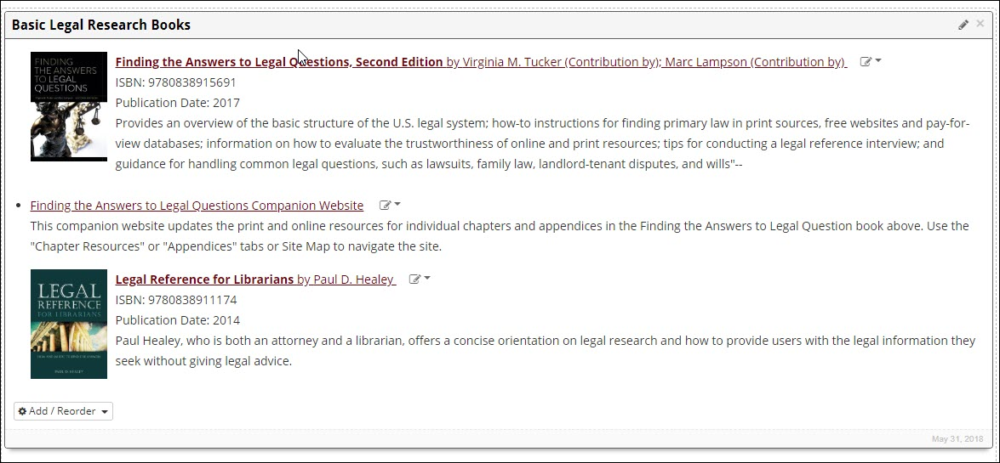 Basic Legal Research Books
FINDING
THE ANSWERS
TO LEGAL
QUESTIONS
Finding the Answers to Legal Questions, Second Edition by Virginia M. Tucker (Contribution by); Marc Lampson (Contribution by)
ISBN: 9780838915691
Publication Date: 2017
Provides an overview of the basic structure of the U.S. legal system; how-to instructions for finding primary law in print sources, free websites and pay-for-
view databases; information on how to evaluate the trustworthiness of online and print resources; tips for conducting a legal reference interview; and
guidance for handling common legal questions, such as lawsuits, family law, landlord-tenant disputes, and wills"--
Finding the Answers to Legal Questions Companion Website
This companion website updates the print and online resources for individual chapters and appendices in the Finding the Answers to Legal Question book above. Use the
"Chapter Resources" or "Appendices" tabs or Site Map to navigate the site.
LEGAL
REFERENCE
FOR LIBRARIANS
PAUL D. HEALEY
Legal Reference for Librarians by Paul D. Healey
ISBN: 9780838911174
Publication Date: 2014
Paul Healey, who is both an attorney and a librarian, offers a concise orientation on legal research and how to provide users with the legal information they
seek without giving legal advice.
Add / Reorder
May 31, 2018